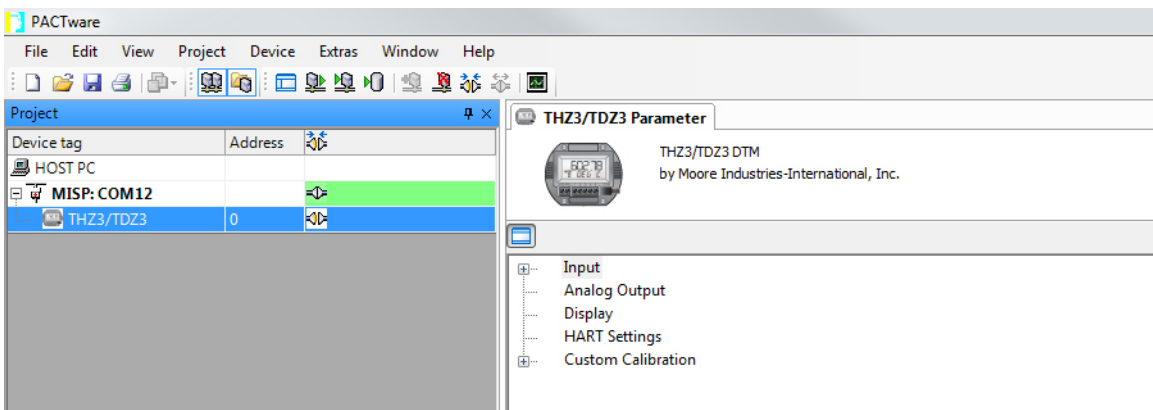 PACTware
File Edit View Project Device Extras Window Help
Project
THZ3/TDZ3 Parameter
Device tag Address
THZ3/TDZ3 DTM
by Moore Industries-International, Inc.
HOST PC
MISP: COM12
THZ3/TDZ3 0
Input
Analog Output
Display
HART Settings
Custom Calibration